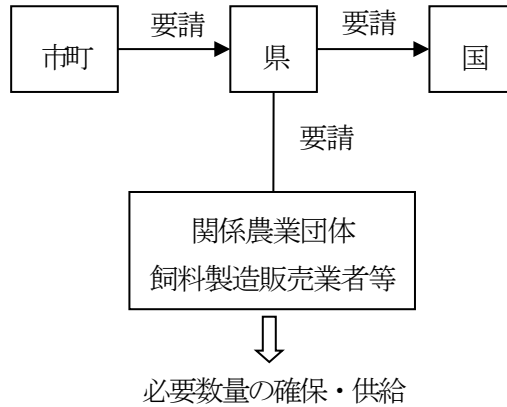 要請
要請
市町
県
国
要請
関係農業団体
飼料製造販売業者等
必要数量の確保・供給